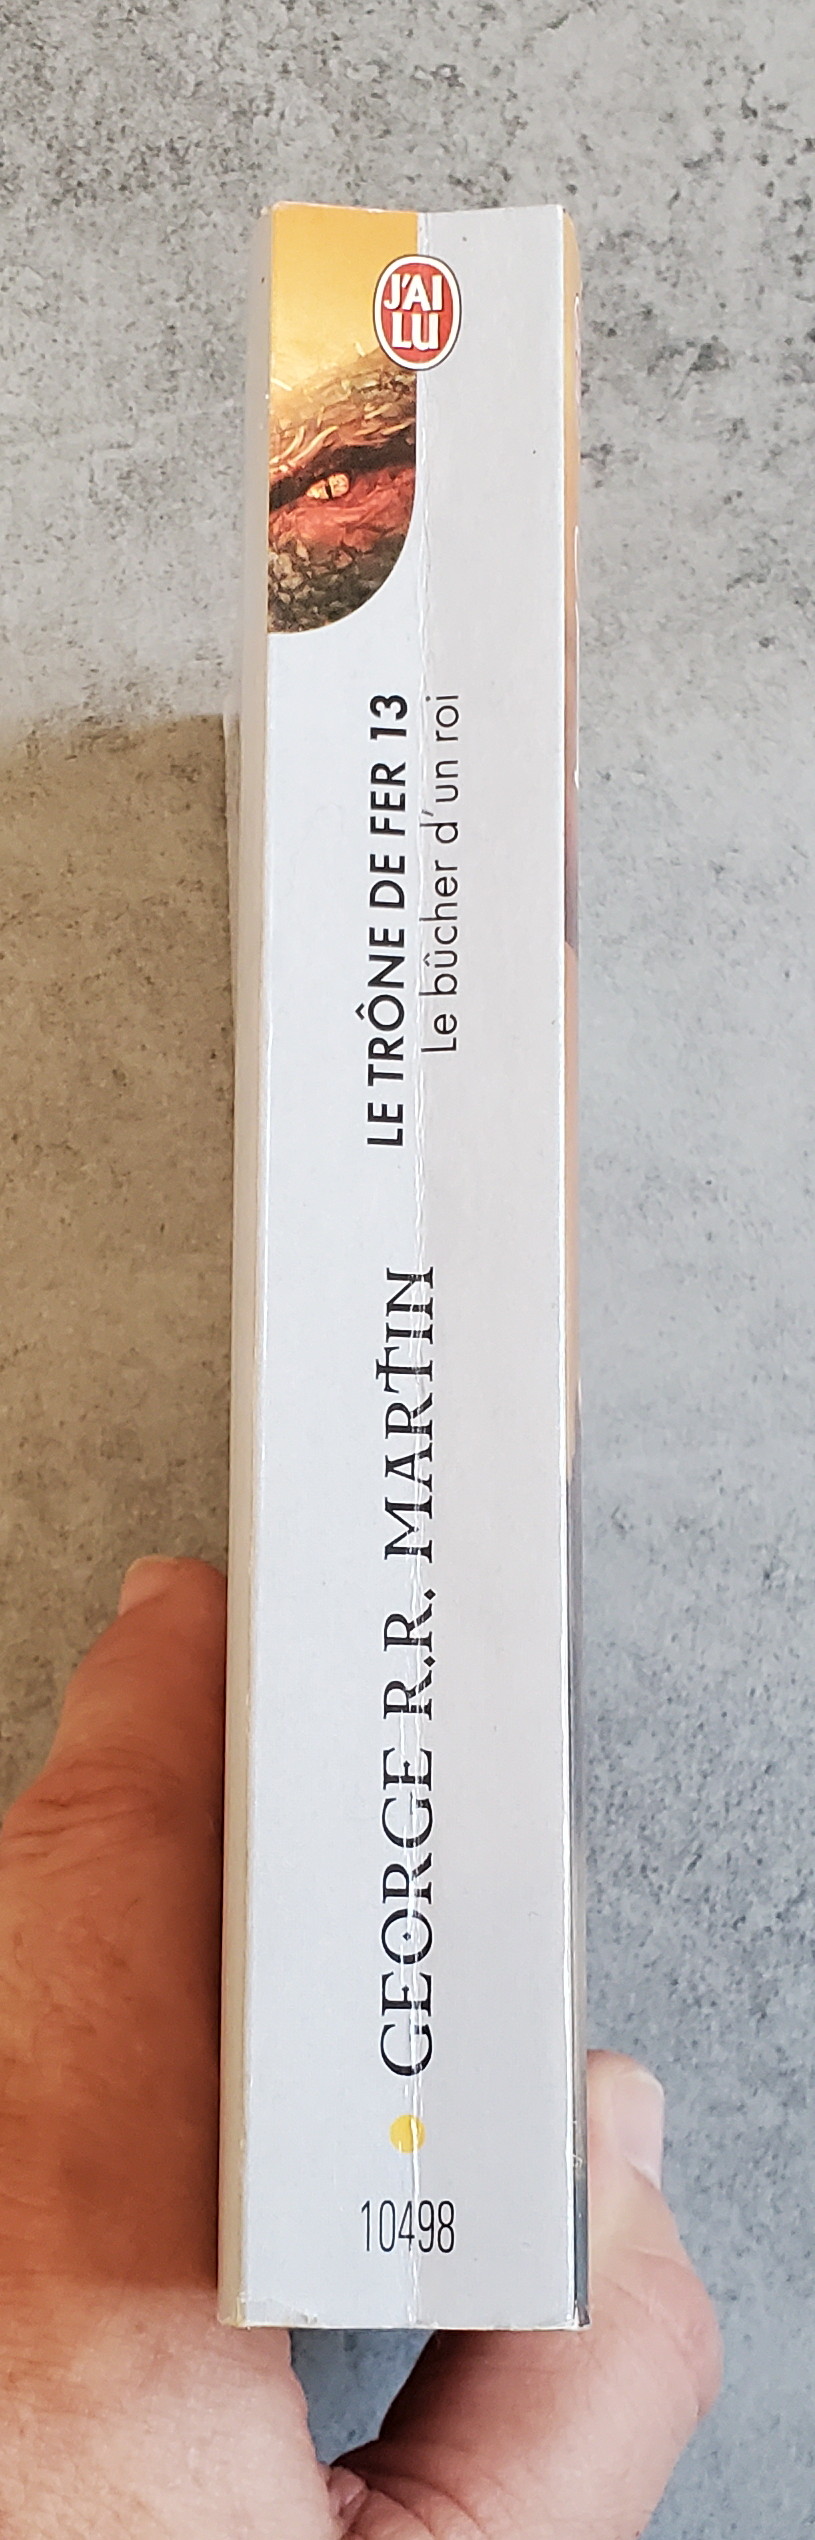 J'AI
LU
LE TRÔNE DE FER 13
Le bûcher d'un roi
GEORGE R.R. MARTIN
10498